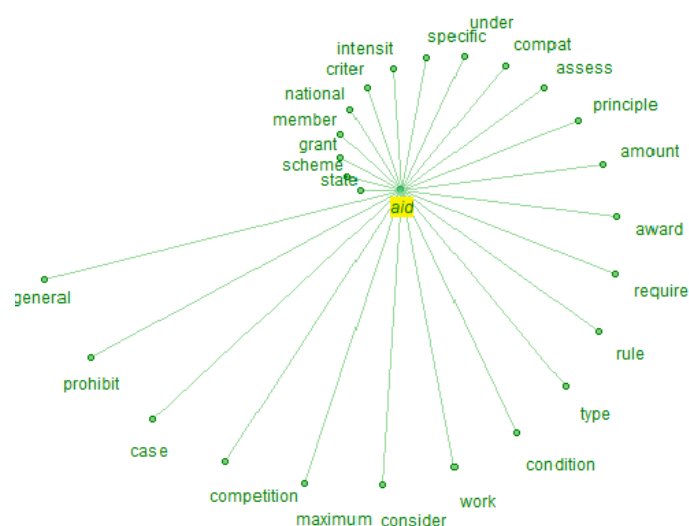 under
specific
intensit
compat
criter
assess
national
principle
member
grant
amount
scheme
state
aid
award
require
general
rule
prohibit
type
case
condition
competition
work
maximum
consider